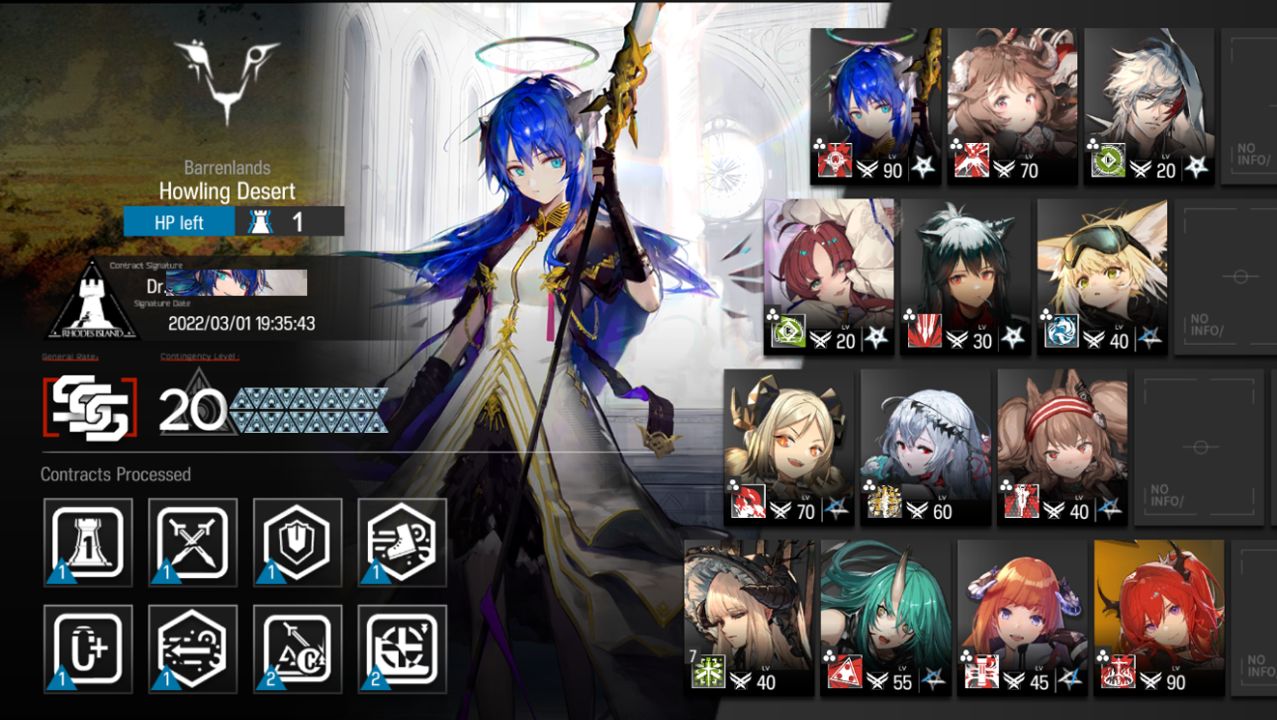 Barrenlands
Howling Desert
HP left 1
Contract Signature
Dr.
Signature Date
RHODES ISLAND
2022/03/01 19:35:43
General Rate
Contingency Level
20
Contracts Processed
1
1 1 1 1
1 1 2 2
LV 90
LV 70
LV 20
NO INFO/
LV 20
LV 30
LV 40
NO INFO/
LV 70
LV 60
LV 40
NO INFO/
7
LV 40
LV 55
LV 45
LV 90
NO INFO